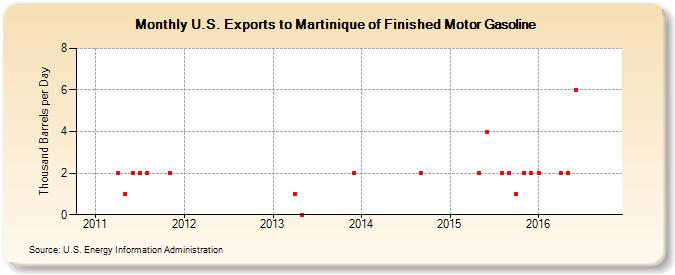 Monthly U.S. Exports to Martinique of Finished Motor Gasoline
Thousand Barrels per Day
8
6
4
2
0
2011 2012 2013 2014 2015 2016
Source: U.S. Energy Information Administration